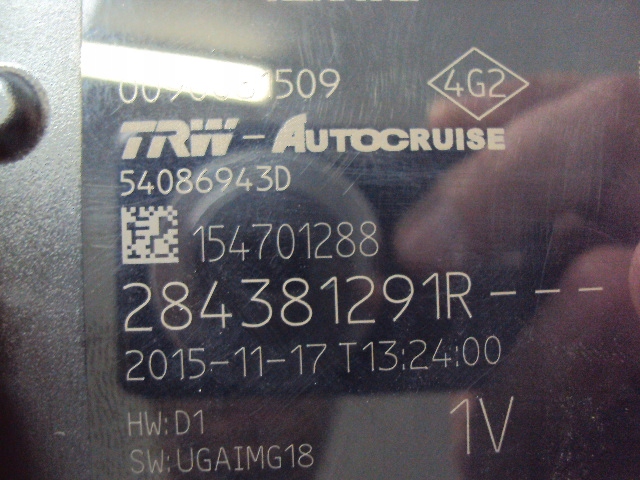 4G2
TRW-AUTOCRUISE
54086943D
154701288
284381291R---
2015-11-17 T13:24:00
HW:D1 1V
SW:UGAIMG18